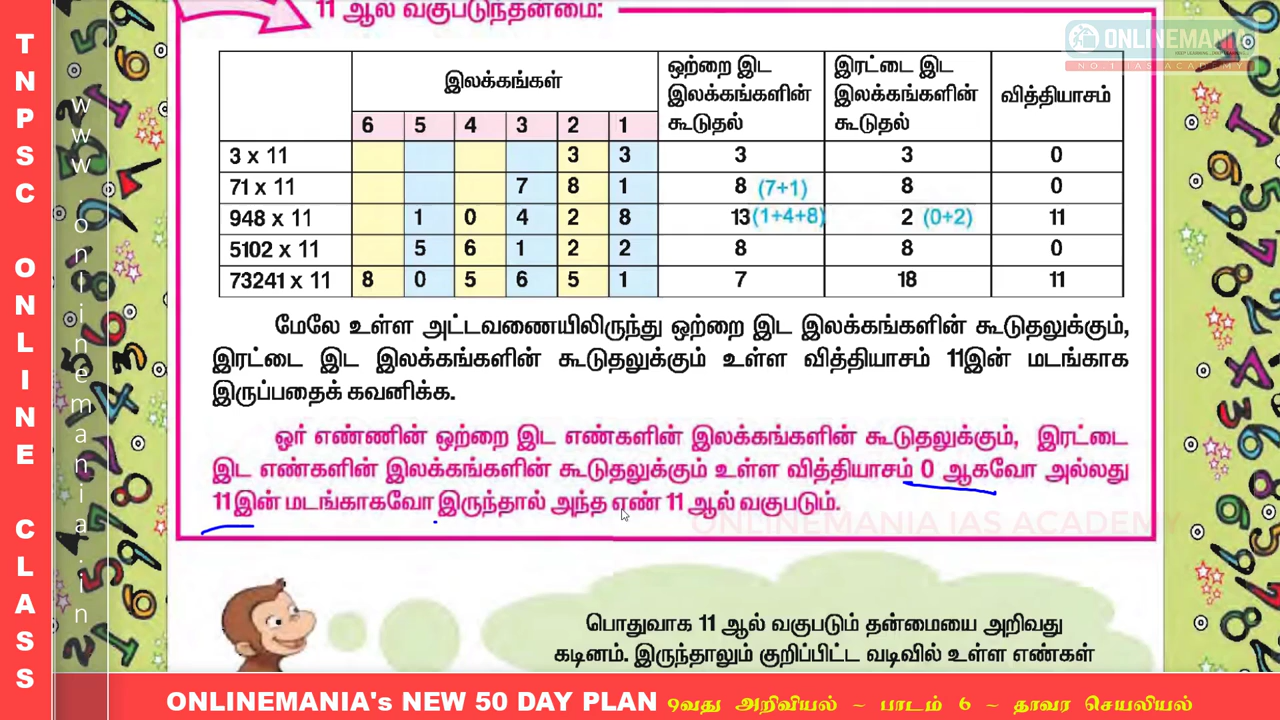 11 ஆல் வகுபடுந்தன்மை:
ONLINEMANIA
KEEP LEARNING...KEEP LEADING...
NO.1 IAS ACADEMY
இலக்கங்கள்
ஒற்றை இட இலக்கங்களின் கூடுதல்
இரட்டை இட இலக்கங்களின் கூடுதல்
வித்தியாசம்
6 5 4 3 2 1
3 x 11 3 3 3 3 0
71 x 11 7 8 1 8 (7+1) 8 0
948 x 11 1 0 4 2 8 13(1+4+8) 2 (0+2) 11
5102 x 11 5 6 1 2 2 8 8 0
73241 x 11 8 0 5 6 5 1 7 18 11
மேலே உள்ள அட்டவணையிலிருந்து ஒற்றை இட இலக்கங்களின் கூடுதலுக்கும்,
இரட்டை இட இலக்கங்களின் கூடுதலுக்கும் உள்ள வித்தியாசம் 11இன் மடங்காக
இருப்பதைக் கவனிக்க.
ஓர் எண்ணின் ஒற்றை இட எண்களின் இலக்கங்களின் கூடுதலுக்கும், இரட்டை
இட எண்களின் இலக்கங்களின் கூடுதலுக்கும் உள்ள வித்தியாசம் 0 ஆகவோ அல்லது
11இன் மடங்காகவோ இருந்தால் அந்த எண் 11 ஆல் வகுபடும்.
ONLINEMANIA IAS ACADEMY
பொதுவாக 11 ஆல் வகுபடும் தன்மையை அறிவது
கடினம். இருந்தாலும் குறிப்பிட்ட வடிவில் உள்ள எண்கள்
TNPSC ONLINE CLASS
www.onlinemania.in
ONLINEMANIA's NEW 50 DAY PLAN 9வது அறிவியல் ~ பாடம் 6 ~ தாவர செயலியல்